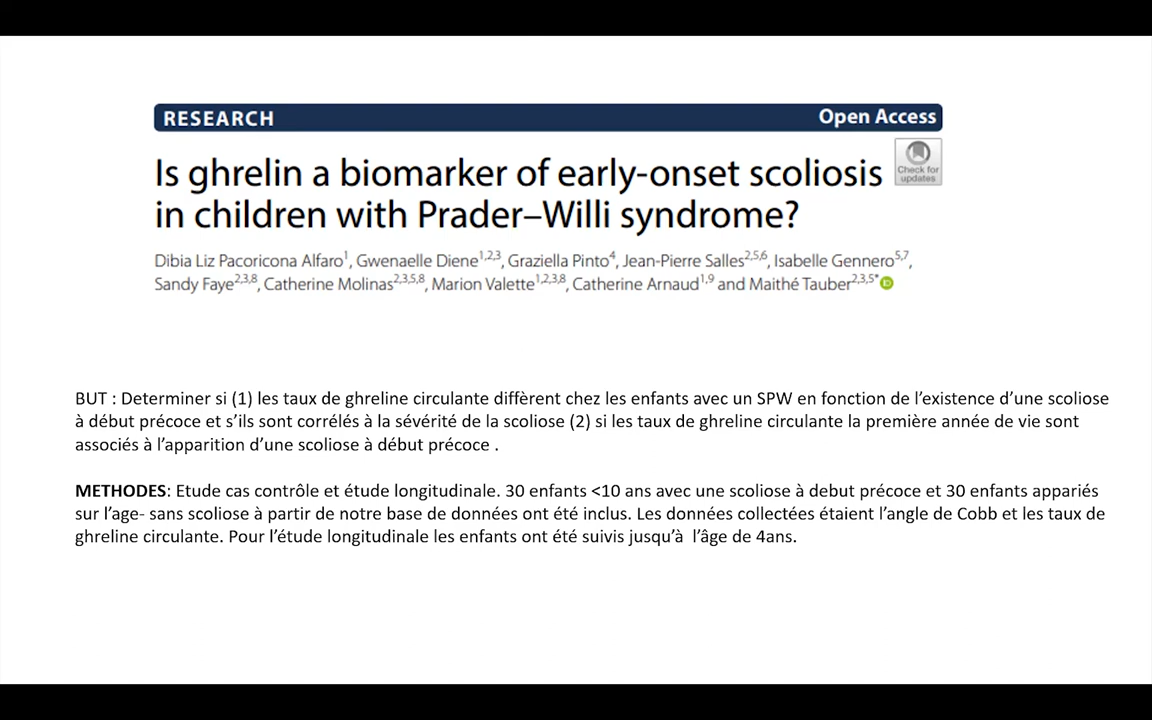 RESEARCH
Open Access
Is ghrelin a biomarker of early-onset scoliosis
in children with Prader–Willi syndrome?
Check for
updates
Dibia Liz Pacoricona Alfaro1, Gwenaelle Diene1,2,3, Graziella Pinto4, Jean-Pierre Salles2,5,6, Isabelle Gennero5,7,
Sandy Faye2,3,8, Catherine Molinas2,3,5,8, Marion Valette1,2,3,8, Catherine Arnaud1,9 and Maithé Tauber2,3,5*
BUT : Determiner si (1) les taux de ghreline circulante diffèrent chez les enfants avec un SPW en fonction de l’existence d’une scoliose
à début précoce et s’ils sont corrélés à la sévérité de la scoliose (2) si les taux de ghreline circulante la première année de vie sont
associés à l’apparition d’une scoliose à début précoce .
METHODES: Etude cas contrôle et étude longitudinale. 30 enfants <10 ans avec une scoliose à debut précoce et 30 enfants appariés
sur l’age- sans scoliose à partir de notre base de données ont été inclus. Les données collectées étaient l’angle de Cobb et les taux de
ghreline circulante. Pour l’étude longitudinale les enfants ont été suivis jusqu’à l’âge de 4ans.